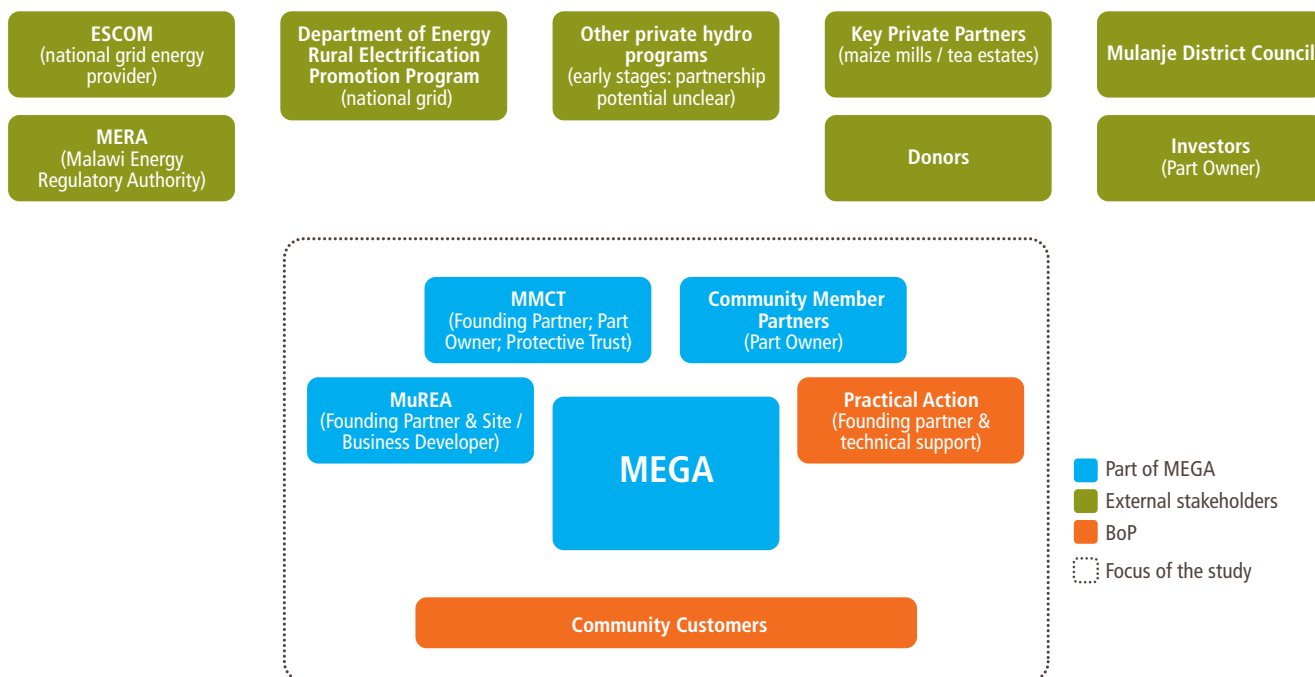 ESCOM
(national grid energy
provider)
Department of Energy
Rural Electrification
Promotion Program
(national grid)
Other private hydro
programs
(early stages: partnership
potential unclear)
Key Private Partners
(maize mills / tea estates)
Mulanje District Council
MERA
(Malawi Energy
Regulatory Authority)
Donors
Investors
(Part Owner)
MMCT
(Founding Partner; Part
Owner; Protective Trust)
Community Member
Partners
(Part Owner)
MuREA
(Founding Partner & Site /
Business Developer)
MEGA
Practical Action
(Founding partner &
technical support)
Community Customers
Part of MEGA
External stakeholders
BoP
Focus of the study